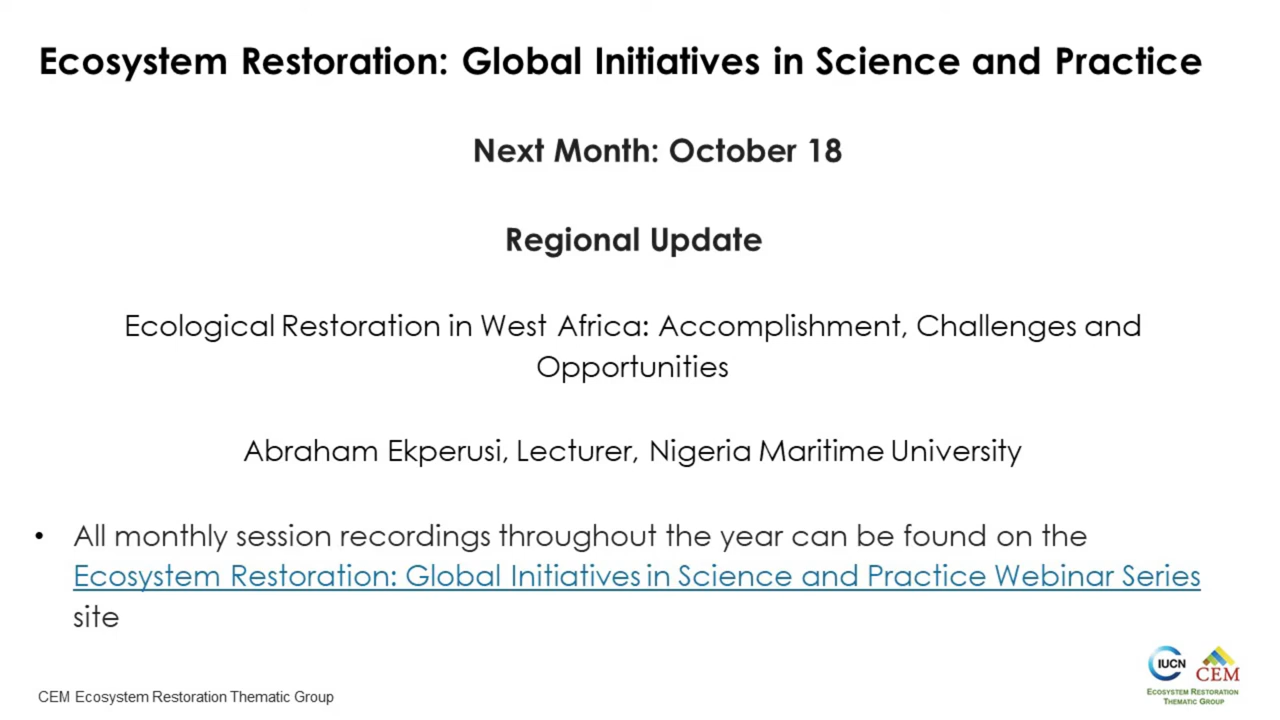 Ecosystem Restoration: Global Initiatives in Science and Practice
Next Month: October 18
Regional Update
Ecological Restoration in West Africa: Accomplishment, Challenges and
Opportunities
Abraham Ekperusi, Lecturer, Nigeria Maritime University
• All monthly session recordings throughout the year can be found on the
Ecosystem Restoration: Global Initiatives in Science and Practice Webinar Series
site
IUCN CEM
ECOSYSTEM RESTORATION
THEMATIC GROUP
CEM Ecosystem Restoration Thematic Group